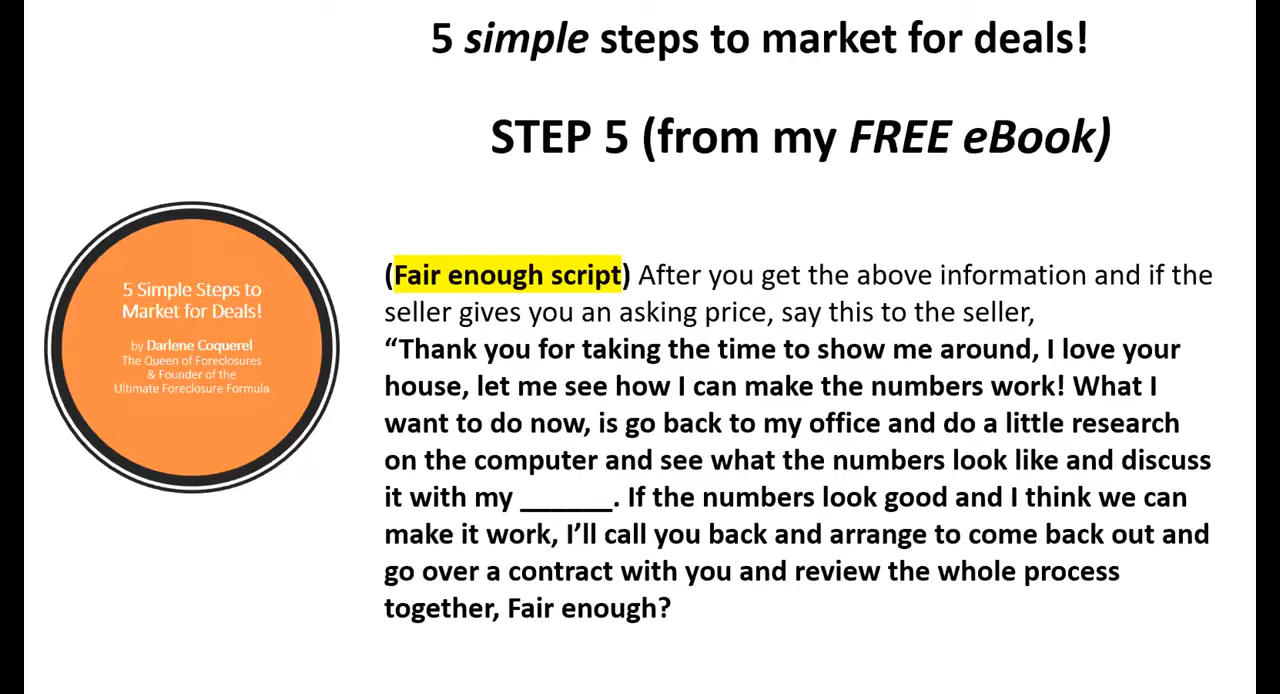 5 simple steps to market for deals!
STEP 5 (from my FREE eBook)
5 Simple Steps to
Market for Deals!
by Darlene Coquerel
The Queen of Foreclosures
& Founder of the
Ultimate Foreclosure Formula
(Fair enough script) After you get the above information and if the
seller gives you an asking price, say this to the seller,
“Thank you for taking the time to show me around, I love your
house, let me see how I can make the numbers work! What I
want to do now, is go back to my office and do a little research
on the computer and see what the numbers look like and discuss
it with my ______. If the numbers look good and I think we can
make it work, I’ll call you back and arrange to come back out and
go over a contract with you and review the whole process
together, Fair enough?